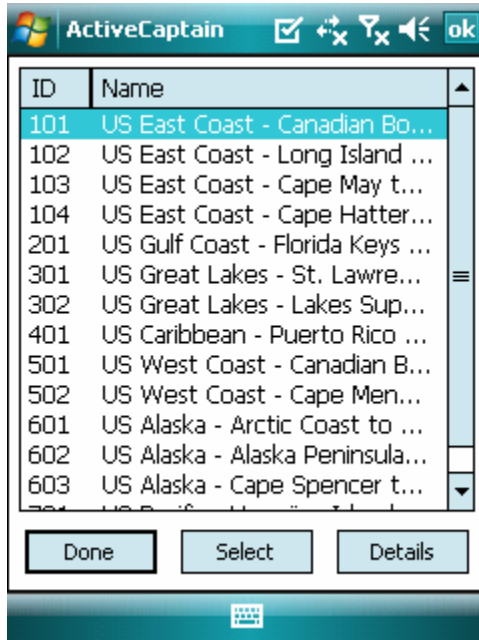 ActiveCaptain ok
ID Name
101 US East Coast - Canadian Bo...
102 US East Coast - Long Island ...
103 US East Coast - Cape May t...
104 US East Coast - Cape Hatter...
201 US Gulf Coast - Florida Keys ...
301 US Great Lakes - St. Lawre...
302 US Great Lakes - Lakes Sup...
401 US Caribbean - Puerto Rico ...
501 US West Coast - Canadian B...
502 US West Coast - Cape Men...
601 US Alaska - Arctic Coast to ...
602 US Alaska - Alaska Peninsula...
603 US Alaska - Cape Spencer t...
Done Select Details